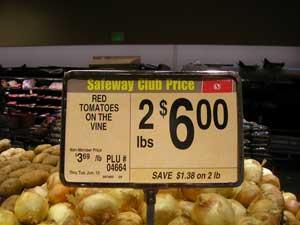 Safeway Club Price
RED
TOMATOES
ON THE
VINE
2 $6.00
lbs
Non-Member Price
$3.69 /lb
PLU #
04664
SAVE $1.38 on 2 lb